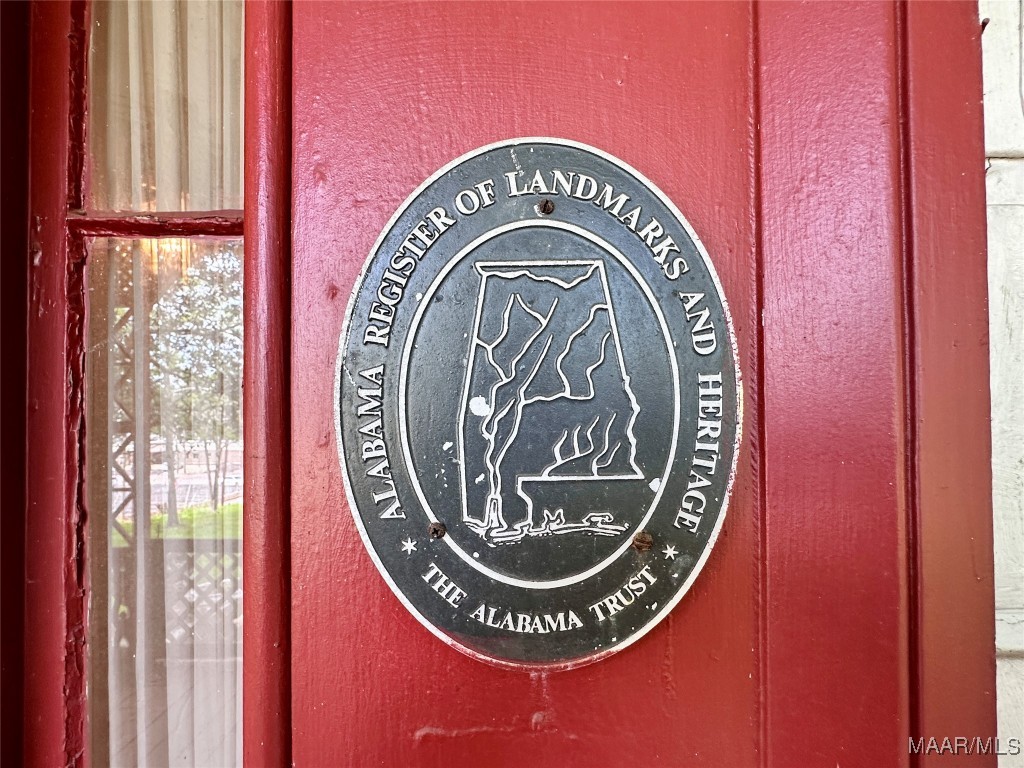 ALABAMA REGISTER OF LANDMARKS AND HERITAGE
* THE ALABAMA TRUST *
MAAR/MLS